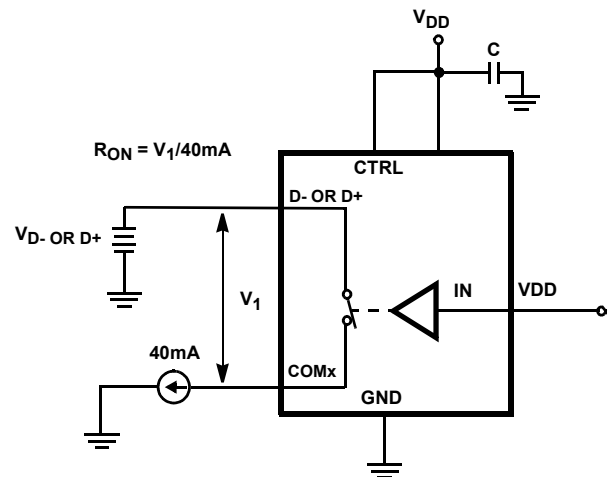 VDD
C
RON = V1/40mA
CTRL
D- OR D+
VD- OR D+
V1
IN
VDD
40mA
COMx
GND